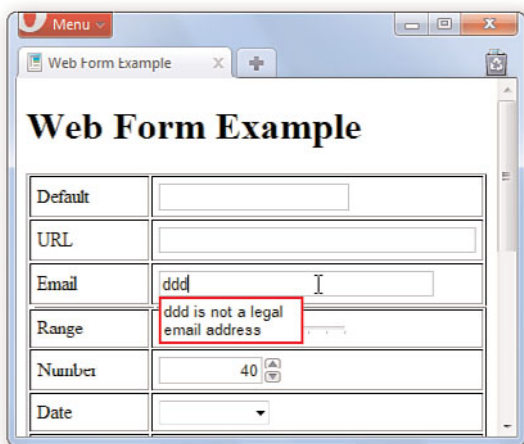 Menu
Web Form Example
Web Form Example
Default
URL
Email
ddd
ddd is not a legal
email address
Range
Number
40
Date